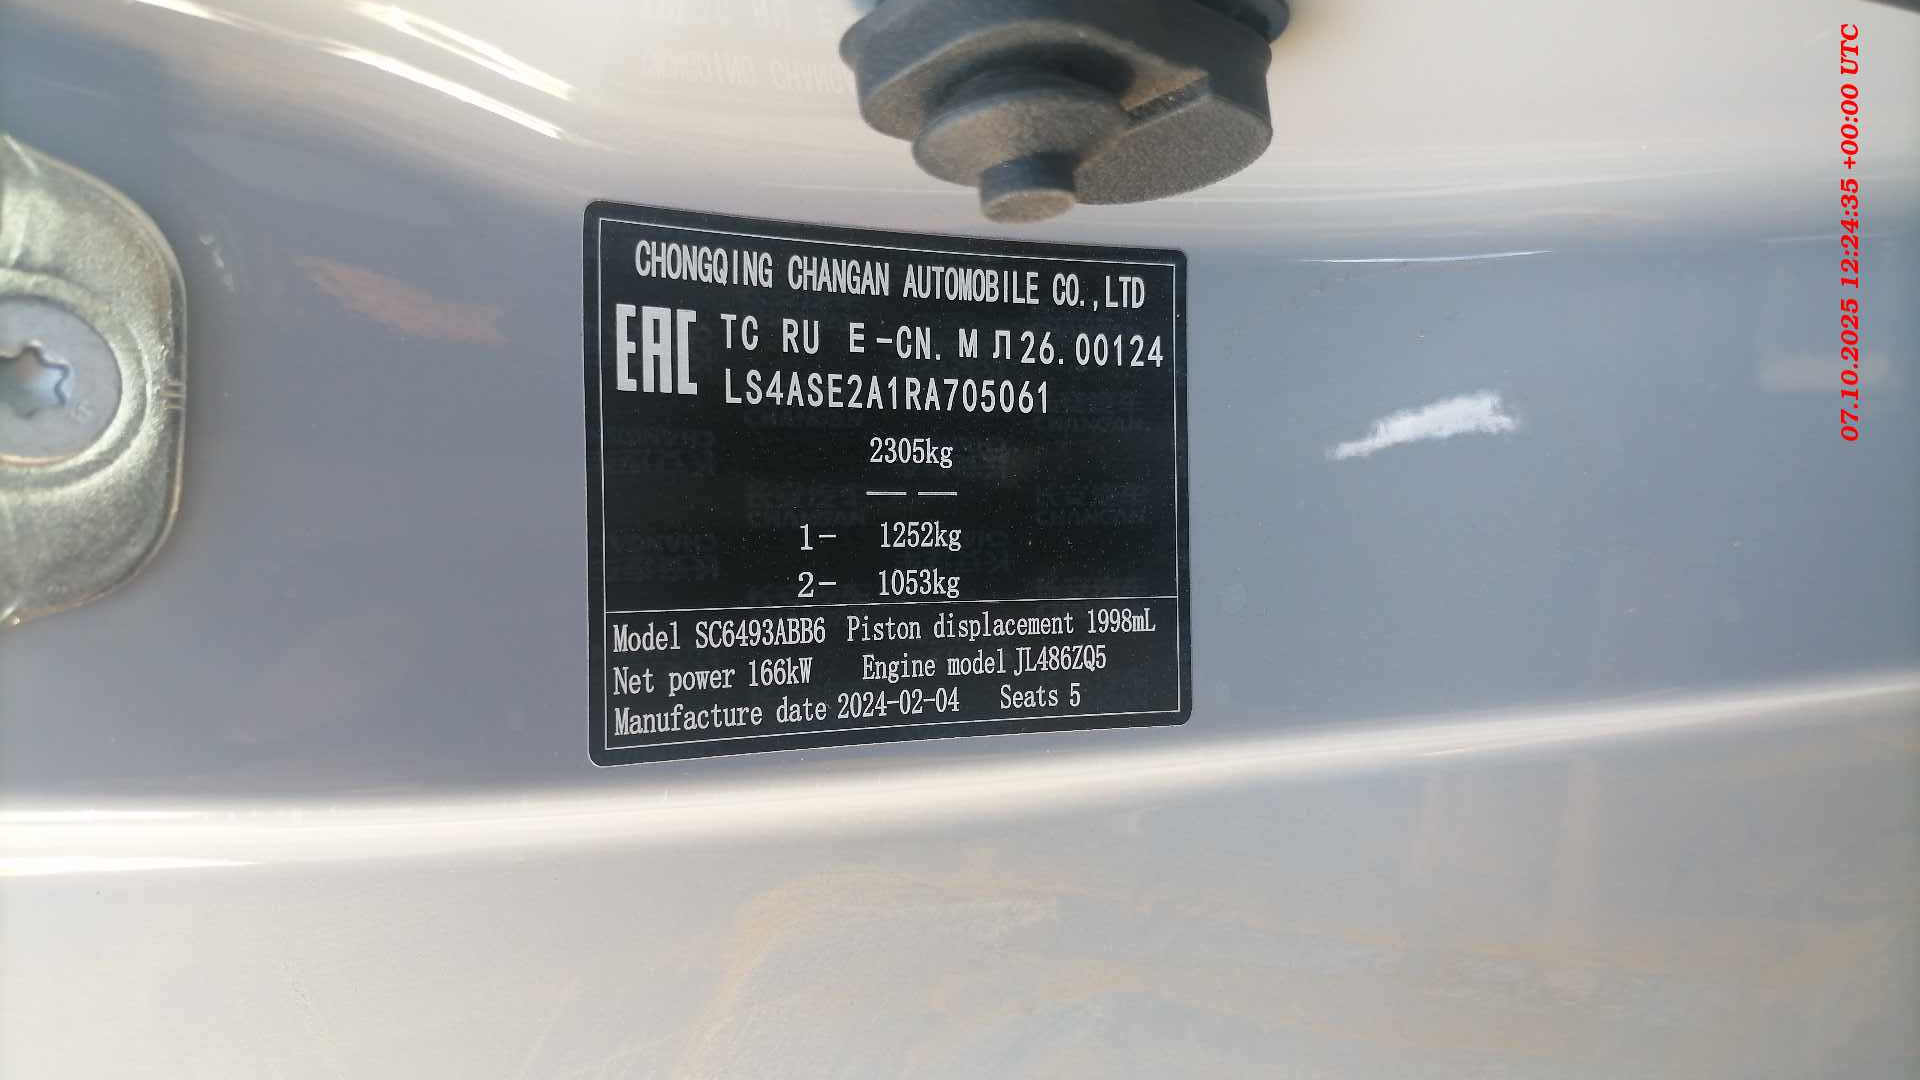 CHONGQING CHANGAN AUTOMOBILE CO.,LTD
EAC TC RU E-CN.МЛ26.00124
LS4ASE2A1RA705061
2305kg
— —
1- 1252kg
2- 1053kg
Model SC6493ABB6 Piston displacement 1998mL
Net power 166kW Engine model JL486ZQ5
Manufacture date 2024-02-04 Seats 5
07.10.2025 12:24:35 +00:00 UTC